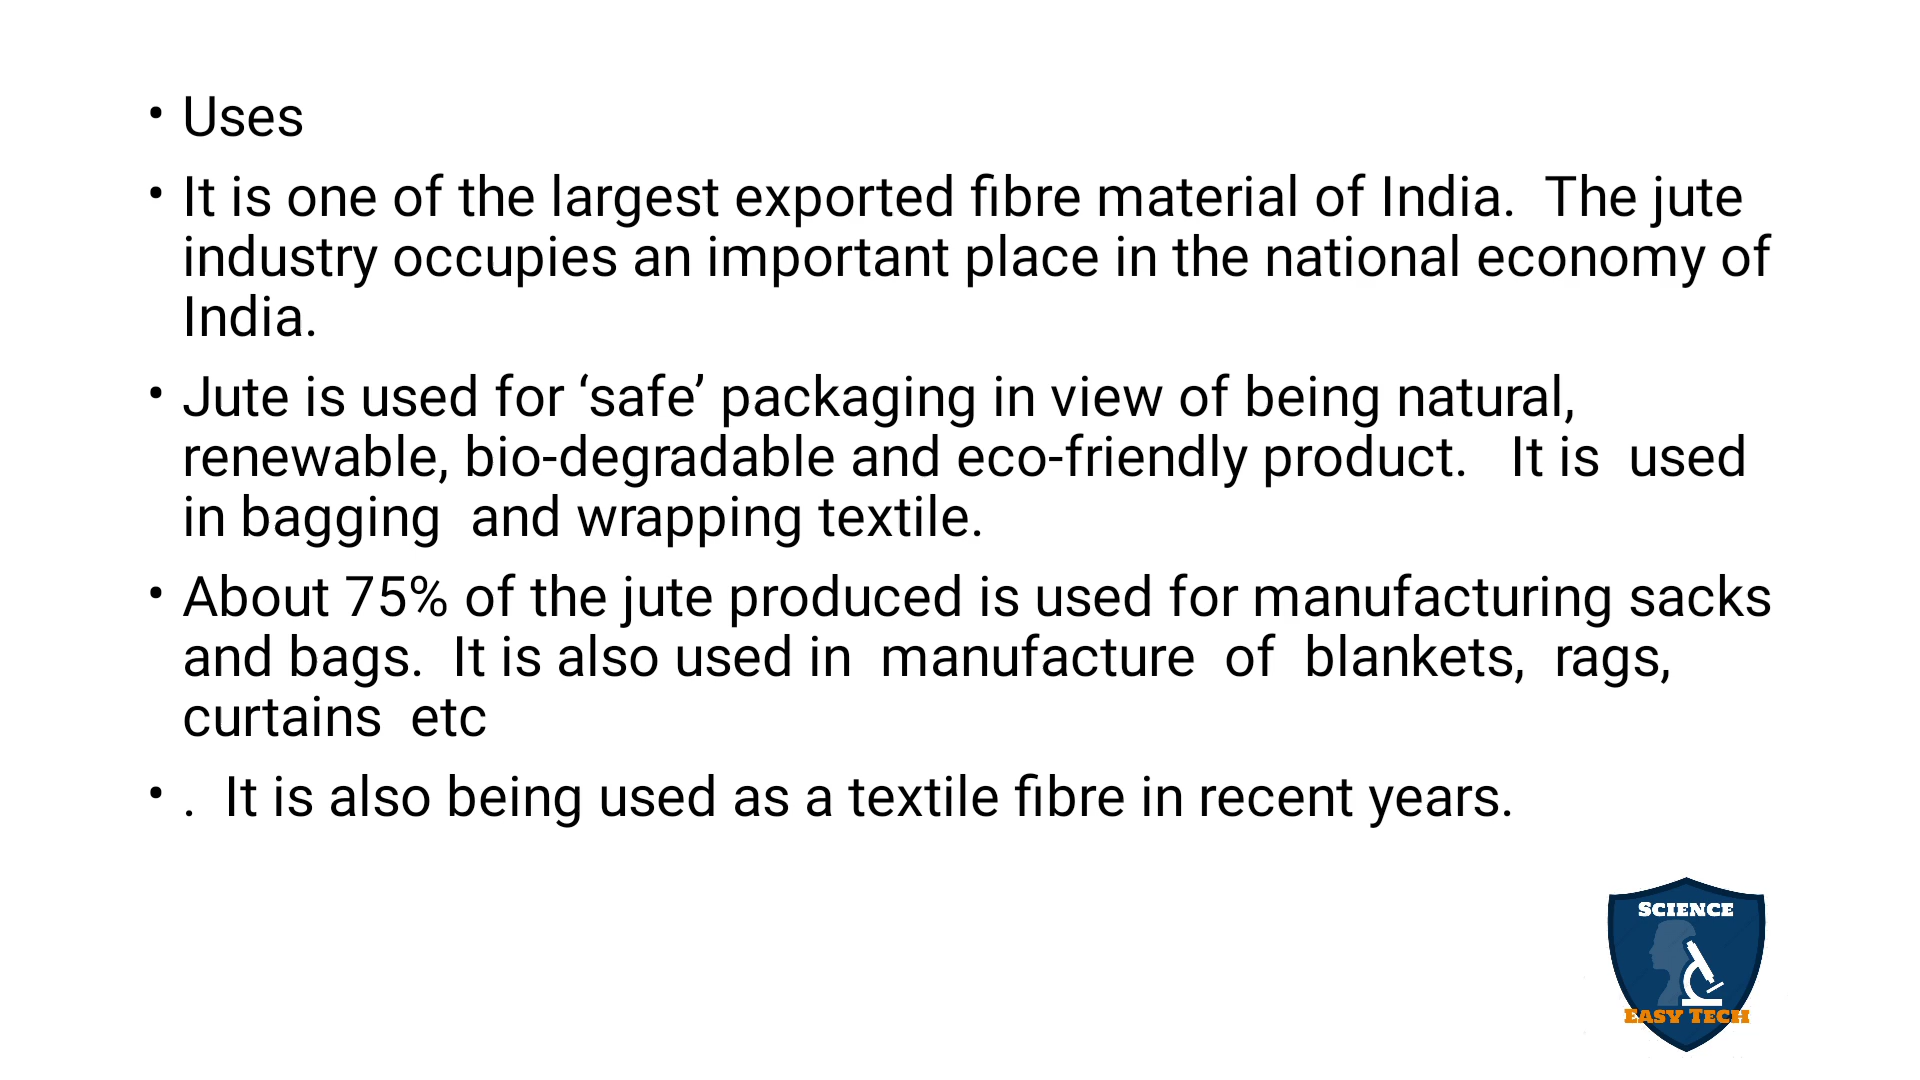 • Uses
• It is one of the largest exported fibre material of India.  The jute
industry occupies an important place in the national economy of
India.
• Jute is used for ‘safe’ packaging in view of being natural,
renewable, bio-degradable and eco-friendly product.   It is  used
in bagging  and wrapping textile.
• About 75% of the jute produced is used for manufacturing sacks
and bags.  It is also used in  manufacture  of  blankets,  rags,
curtains  etc
• .  It is also being used as a textile fibre in recent years.
SCIENCE
EASY TECH